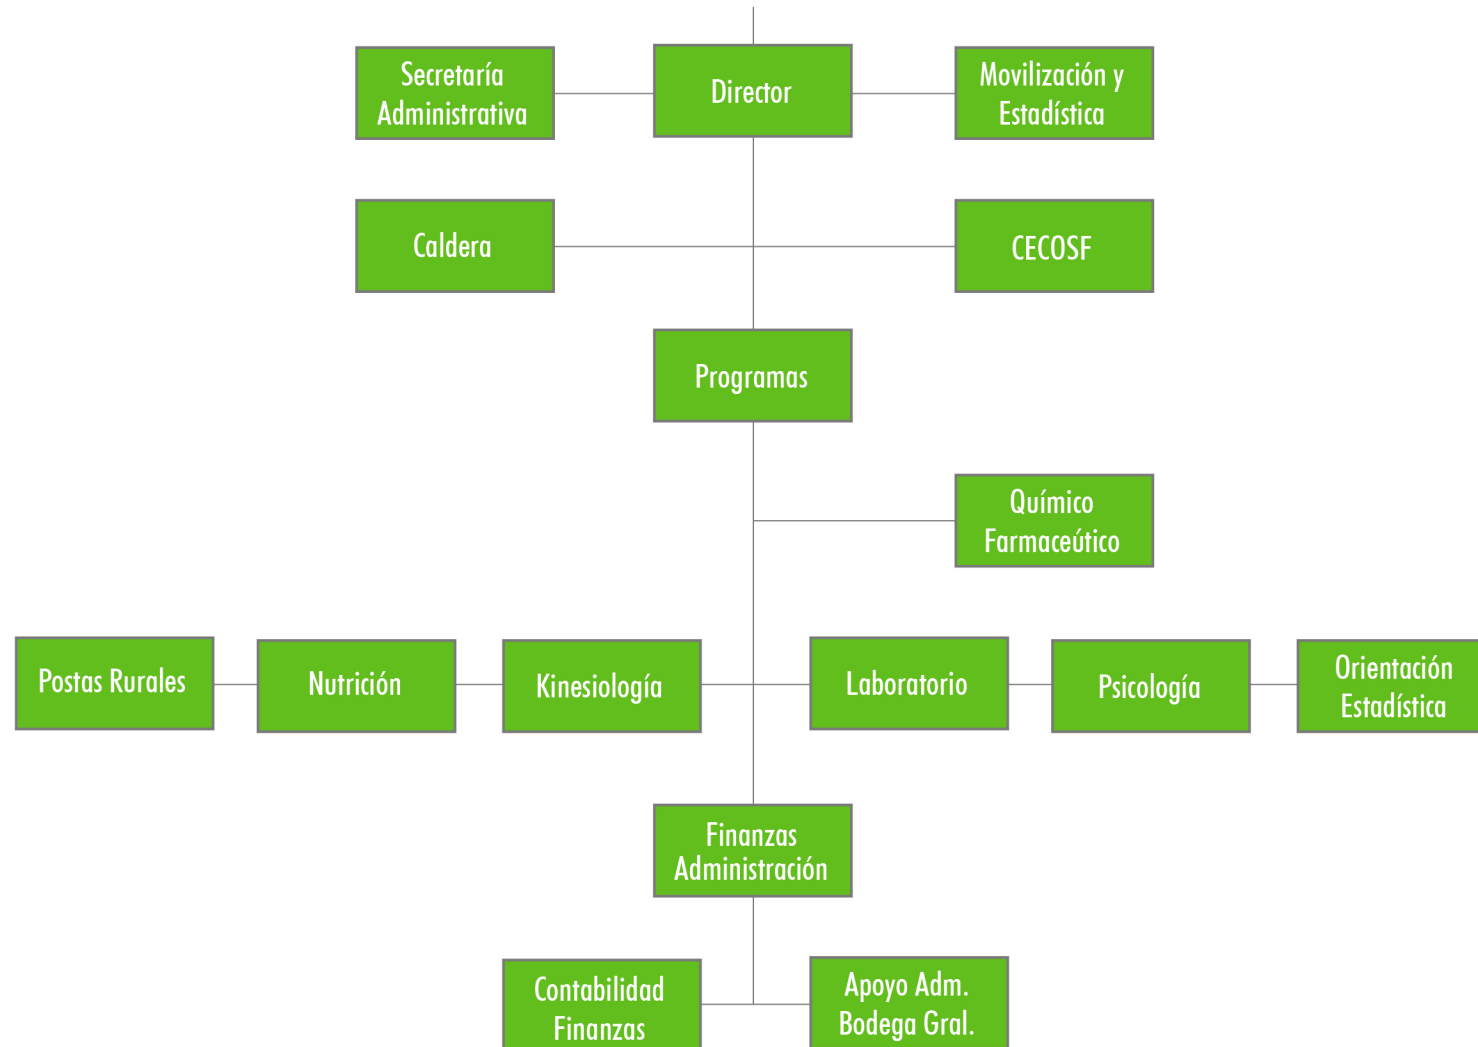 Secretaría
Administrativa
Director
Movilización y
Estadística
Caldera
CECOSF
Programas
Químico
Farmaceútico
Postas Rurales
Nutrición
Kinesiología
Laboratorio
Psicología
Orientación
Estadística
Finanzas
Administración
Contabilidad
Finanzas
Apoyo Adm.
Bodega Gral.